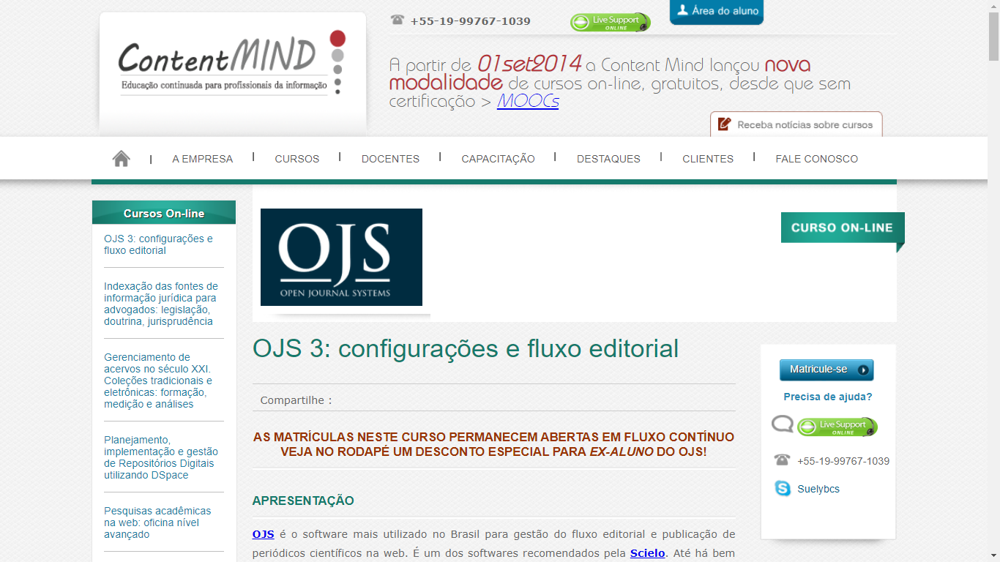 ContentMIND
Educação continuada para profissionais da informação
+55-19-99767-1039
Live Support
ONLINE
Área do aluno
A partir de 01set2014 a Content Mind lançou nova
modalidade de cursos on-line, gratuitos, desde que sem
certificação > MOOCs
Receba notícias sobre cursos
A EMPRESA
CURSOS
DOCENTES
CAPACITAÇÃO
DESTAQUES
CLIENTES
FALE CONOSCO
Cursos On-line
OJS 3: configurações e
fluxo editorial
Indexação das fontes de
informação jurídica para
advogados: legislação,
doutrina, jurisprudência
Gerenciamento de
acervos no século XXI.
Coleções tradicionais e
eletrônicas: formação,
medição e análises
Planejamento,
implementação e gestão
de Repositórios Digitais
utilizando DSpace
Pesquisas acadêmicas
na web: oficina nível
avançado
OJS
OPEN JOURNAL SYSTEMS
CURSO ON-LINE
OJS 3: configurações e fluxo editorial
Compartilhe :
AS MATRÍCULAS NESTE CURSO PERMANECEM ABERTAS EM FLUXO CONTÍNUO
VEJA NO RODAPÉ UM DESCONTO ESPECIAL PARA EX-ALUNO DO OJS!
APRESENTAÇÃO
OJS é o software mais utilizado no Brasil para gestão do fluxo editorial e publicação de
periódicos científicos na web. É um dos softwares recomendados pela Scielo. Até há bem
Matricule-se
Precisa de ajuda?
Live Support
ONLINE
+55-19-99767-1039
Suelybcs